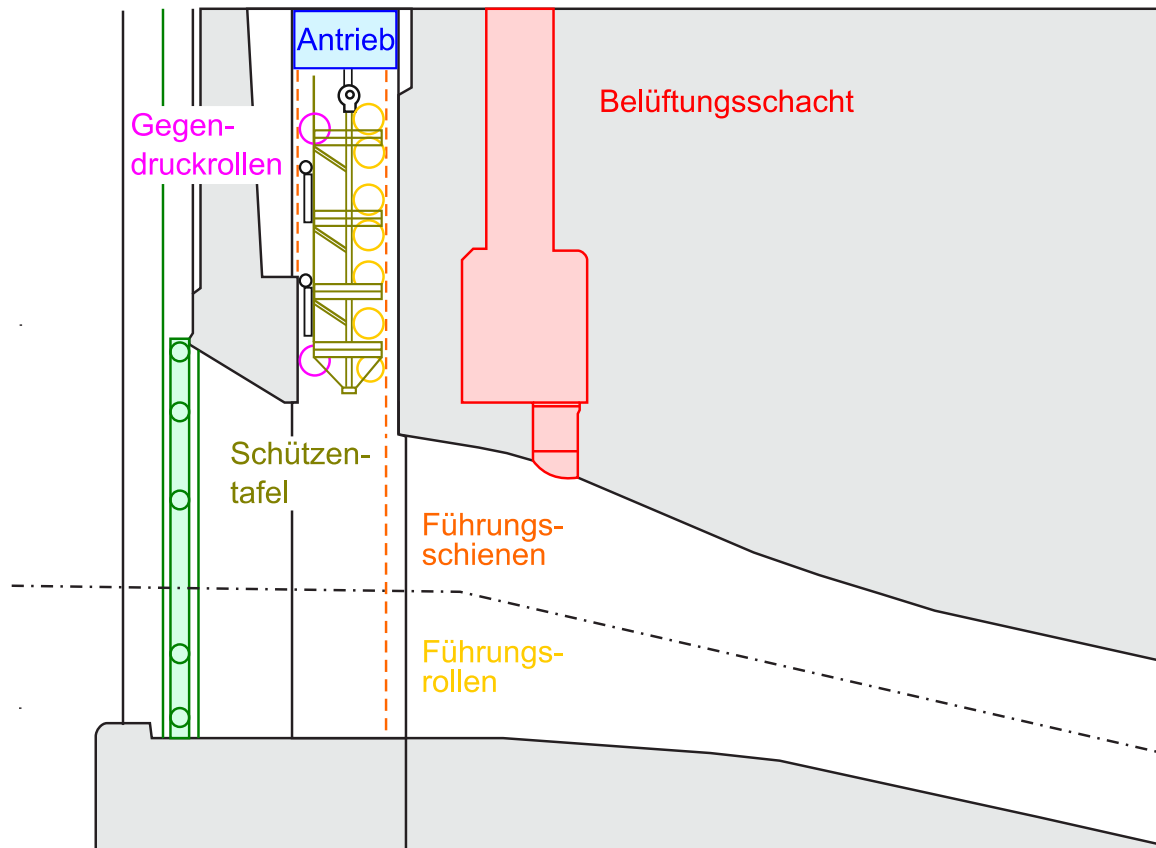 Antrieb
Belüftungsschacht
Gegen-
druckrollen
Schützen-
tafel
Führungs-
schienen
Führungs-
rollen